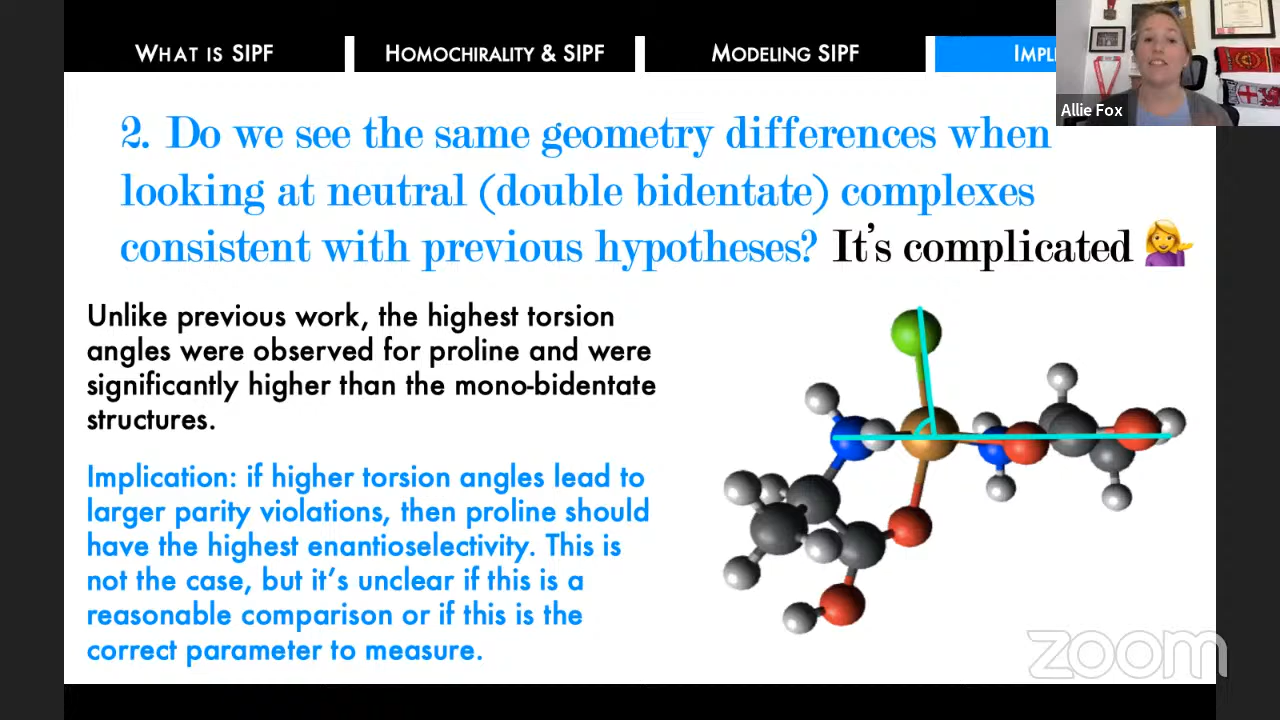 WHAT IS SIPF
HOMOCHIRALITY & SIPF
MODELING SIPF
Allie Fox
2. Do we see the same geometry differences when
looking at neutral (double bidentate) complexes
consistent with previous hypotheses? It's complicated 💁‍♀️
Unlike previous work, the highest torsion
angles were observed for proline and were
significantly higher than the mono-bidentate
structures.
Implication: if higher torsion angles lead to
larger parity violations, then proline should
have the highest enantioselectivity. This is
not the case, but it's unclear if this is a
reasonable comparison or if this is the
correct parameter to measure.
zoom